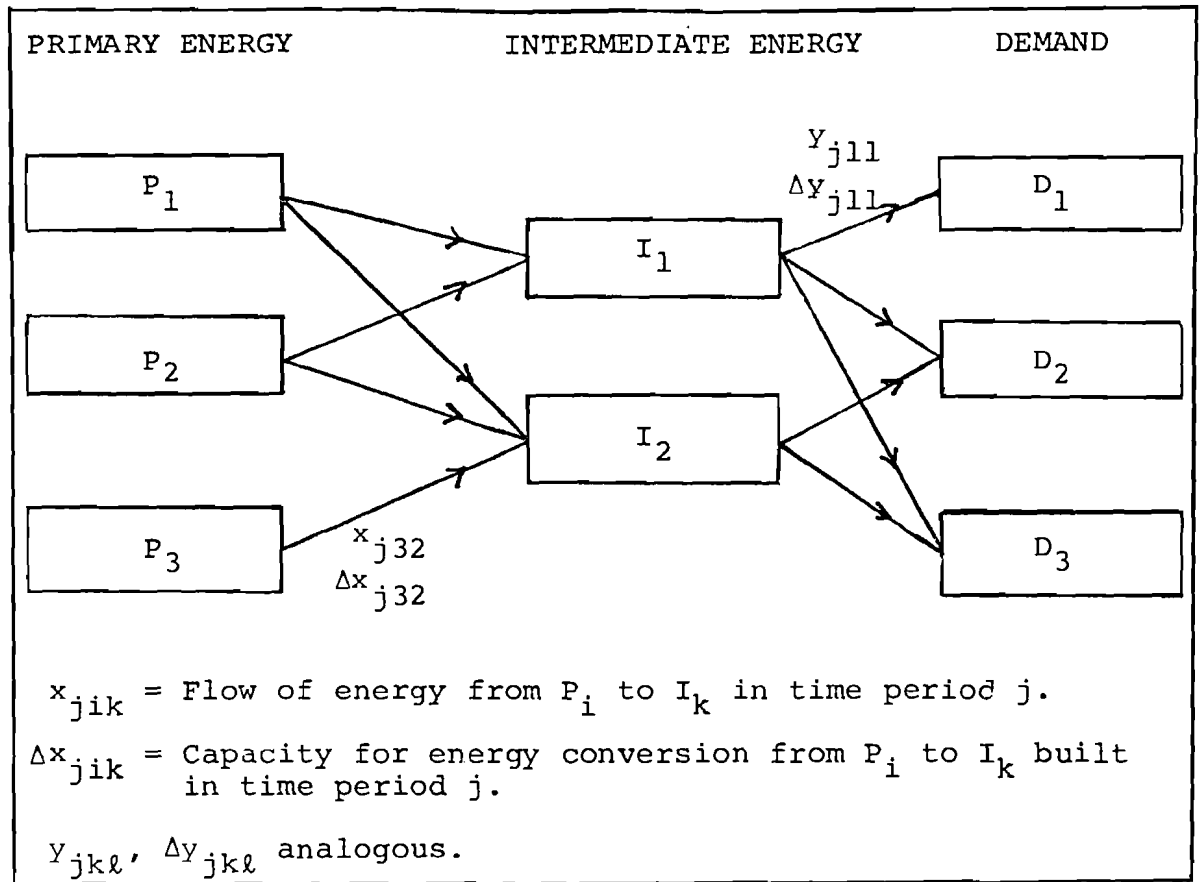 PRIMARY ENERGY INTERMEDIATE ENERGY DEMAND
y_j11
Δy_j11
P_1
D_1
I_1
P_2
D_2
I_2
P_3
D_3
x_j32
Δx_j32
x_jik = Flow of energy from P_i to I_k in time period j.
Δx_jik = Capacity for energy conversion from P_i to I_k built
in time period j.
y_jkℓ, Δy_jkℓ analogous.